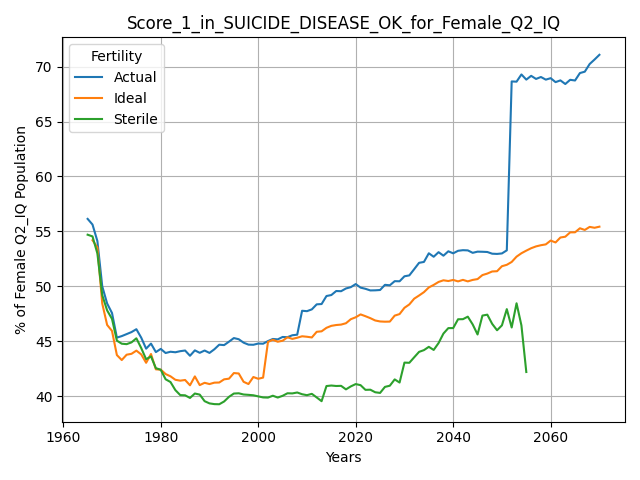 Score_1_in_SUICIDE_DISEASE_OK_for_Female_Q2_IQ
Fertility
Actual
Ideal
Sterile
% of Female Q2_IQ Population
70
65
60
55
50
45
40
1960
1980
2000
2020
2040
2060
Years